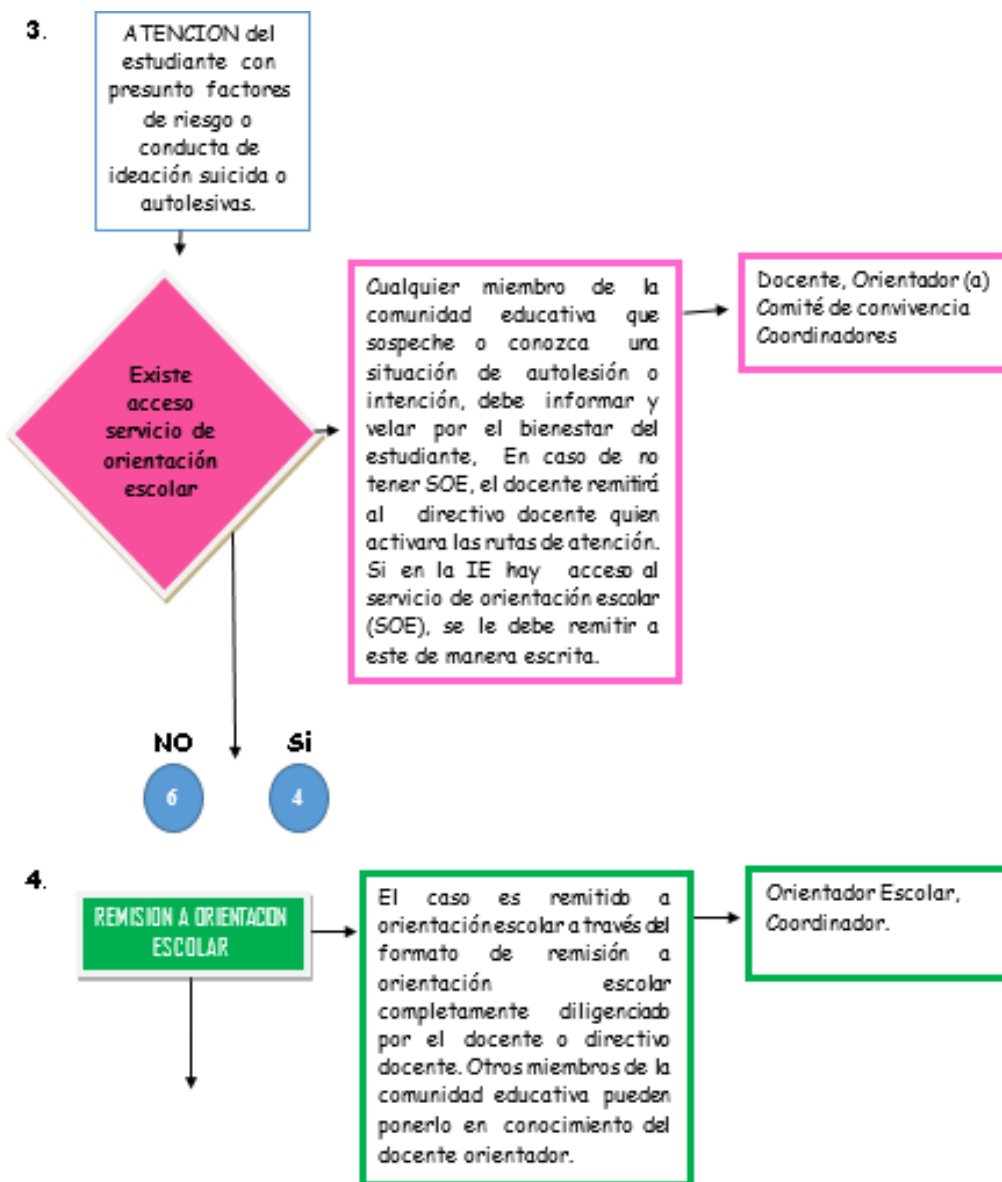 3.
ATENCION del
estudiante con
presunto factores
de riesgo o
conducta de
ideación suicida o
autolesivas.
Existe
acceso
servicio de
orientación
escolar
Cualquier miembro de la
comunidad educativa que
sospeche o conozca una
situación de autolesión o
intención, debe informar y
velar por el bienestar del
estudiante, En caso de no
tener SOE, el docente remitirá
al directivo docente quien
activara las rutas de atención.
Si en la IE hay acceso al
servicio de orientación escolar
(SOE), se le debe remitir a
este de manera escrita.
Docente, Orientador (a)
Comité de convivencia
Coordinadores
NO
Si
6
4
4.
REMISION A ORIENTACON
ESCOLAR
El caso es remitido a
orientación escolar a través del
formato de remisión a
orientación escolar
completamente diligenciado
por el docente o directivo
docente. Otros miembros de la
comunidad educativa pueden
ponerlo en conocimiento del
docente orientador.
Orientador Escolar,
Coordinador.